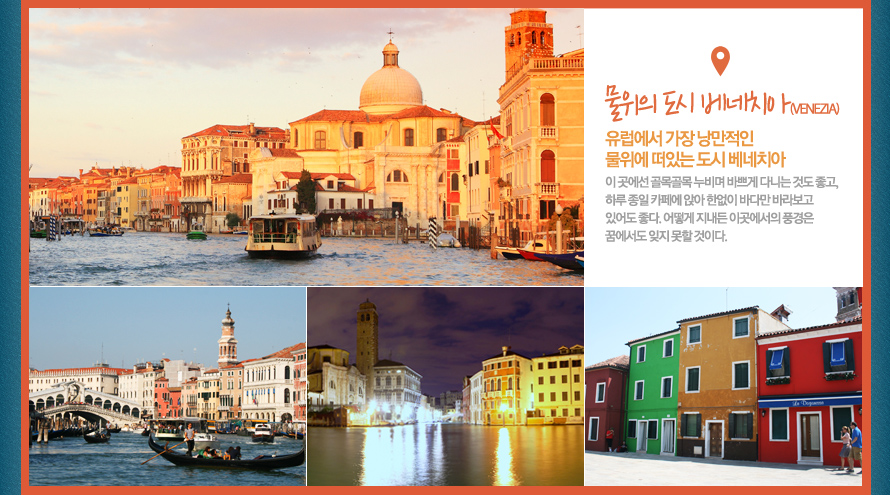 물위의 도시 베네치아(VENEZIA)
유럽에서 가장 낭만적인
물위에 떠있는 도시 베네치아
이 곳에선 골목골목 누비며 바쁘게 다니는 것도 좋고,
하루 종일 카페에 앉아 한없이 바다만 바라보고
있어도 좋다. 어떻게 지내든 이곳에서의 풍경은
꿈에서도 잊지 못할 것이다.